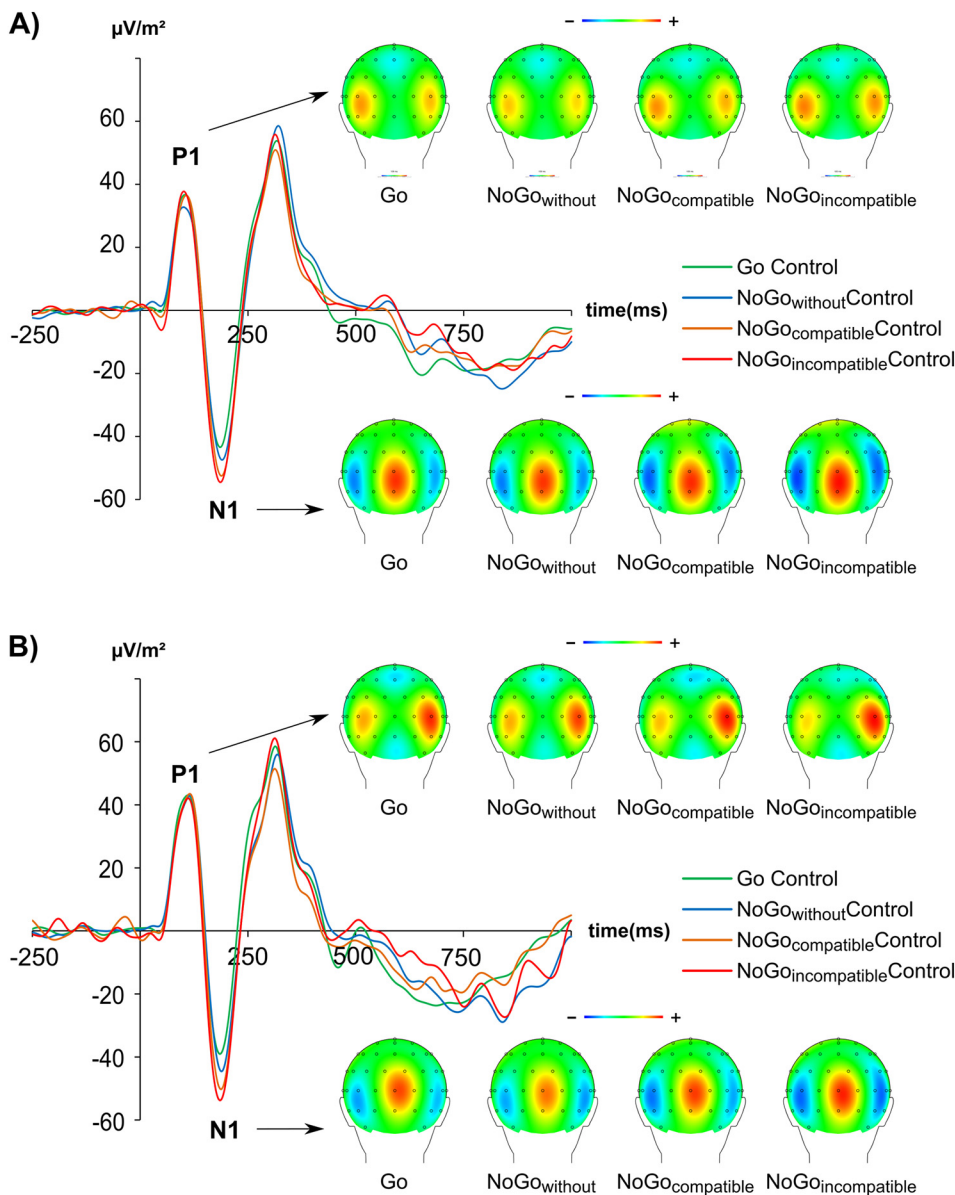 A)
µV/m²
− +
60
40
20
-20
-40
-60
P1
Go NoGowithout NoGocompatible NoGoincompatible
Go Control
NoGowithoutControl
NoGocompatibleControl
NoGoincompatibleControl
time(ms)
-250 250 500 750
− +
N1
Go NoGowithout NoGocompatible NoGoincompatible
B)
µV/m²
− +
60
40
20
-20
-40
-60
P1
Go NoGowithout NoGocompatible NoGoincompatible
Go Control
NoGowithoutControl
NoGocompatibleControl
NoGoincompatibleControl
time(ms)
-250 250 500 750
− +
N1
Go NoGowithout NoGocompatible NoGoincompatible